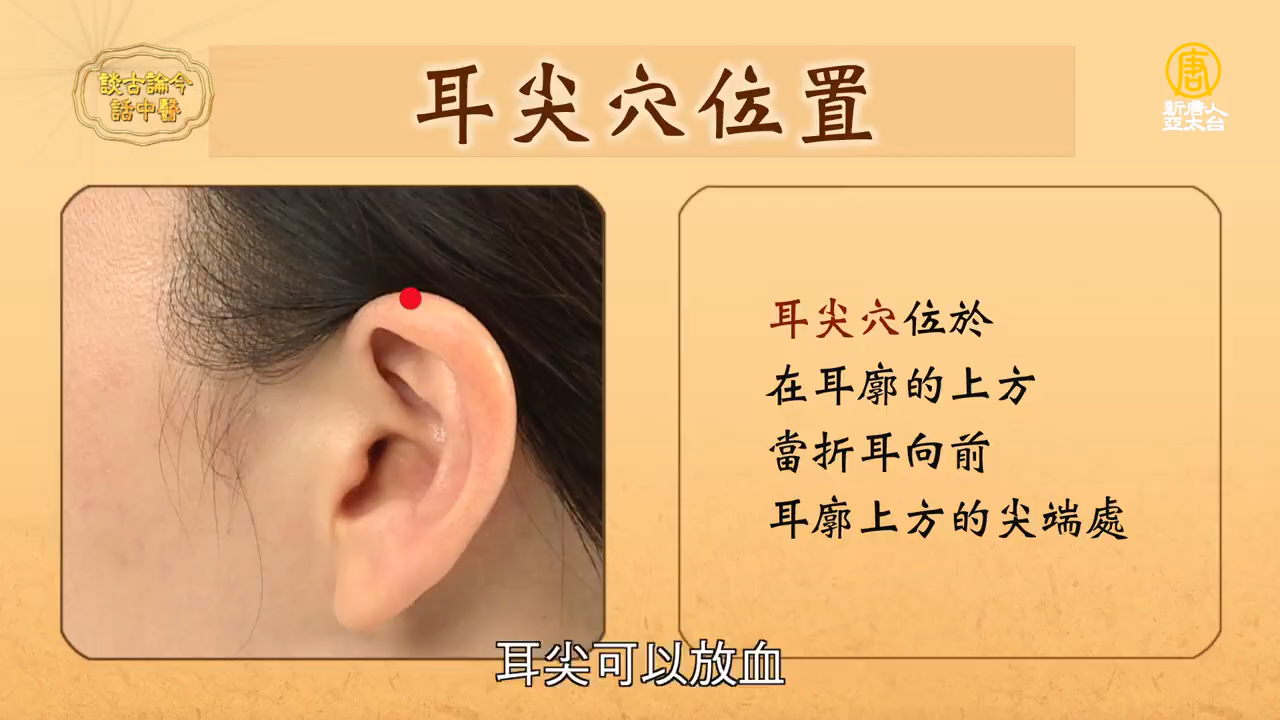 談古論今
話中醫
耳尖穴位置
唐
新唐人
亞太台
耳尖穴位於
在耳廓的上方
當折耳向前
耳廓上方的尖端處
耳尖可以放血